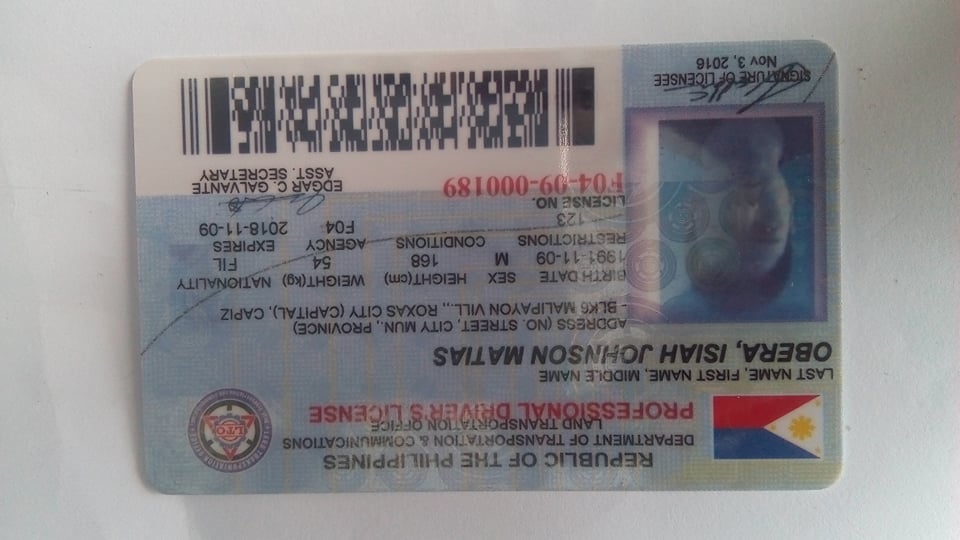 REPUBLIC OF THE PHILIPPINES
DEPARTMENT OF TRANSPORTATION & COMMUNICATIONS
LAND TRANSPORTATION OFFICE
PROFESSIONAL DRIVER'S LICENSE
LTO
LAST NAME, FIRST NAME, MIDDLE NAME
OBERA, ISIAH JOHNSON MATIAS
ADDRESS (NO. STREET, CITY MUN., PROVINCE)
- BLK6 MALIPAYON VILL.,, ROXAS CITY (CAPITAL), CAPIZ
BIRTH DATE SEX HEIGHT(cm) WEIGHT(kg) NATIONALITY
1991-11-09 M 168 54 FIL
RESTRICTIONS CONDITIONS AGENCY EXPIRES
123 F04 2018-11-09
LICENSE NO.
F04-09-000189
EDGAR C. GALVANTE
ASST. SECRETARY
SIGNATURE OF LICENSEE
Nov 3, 2016